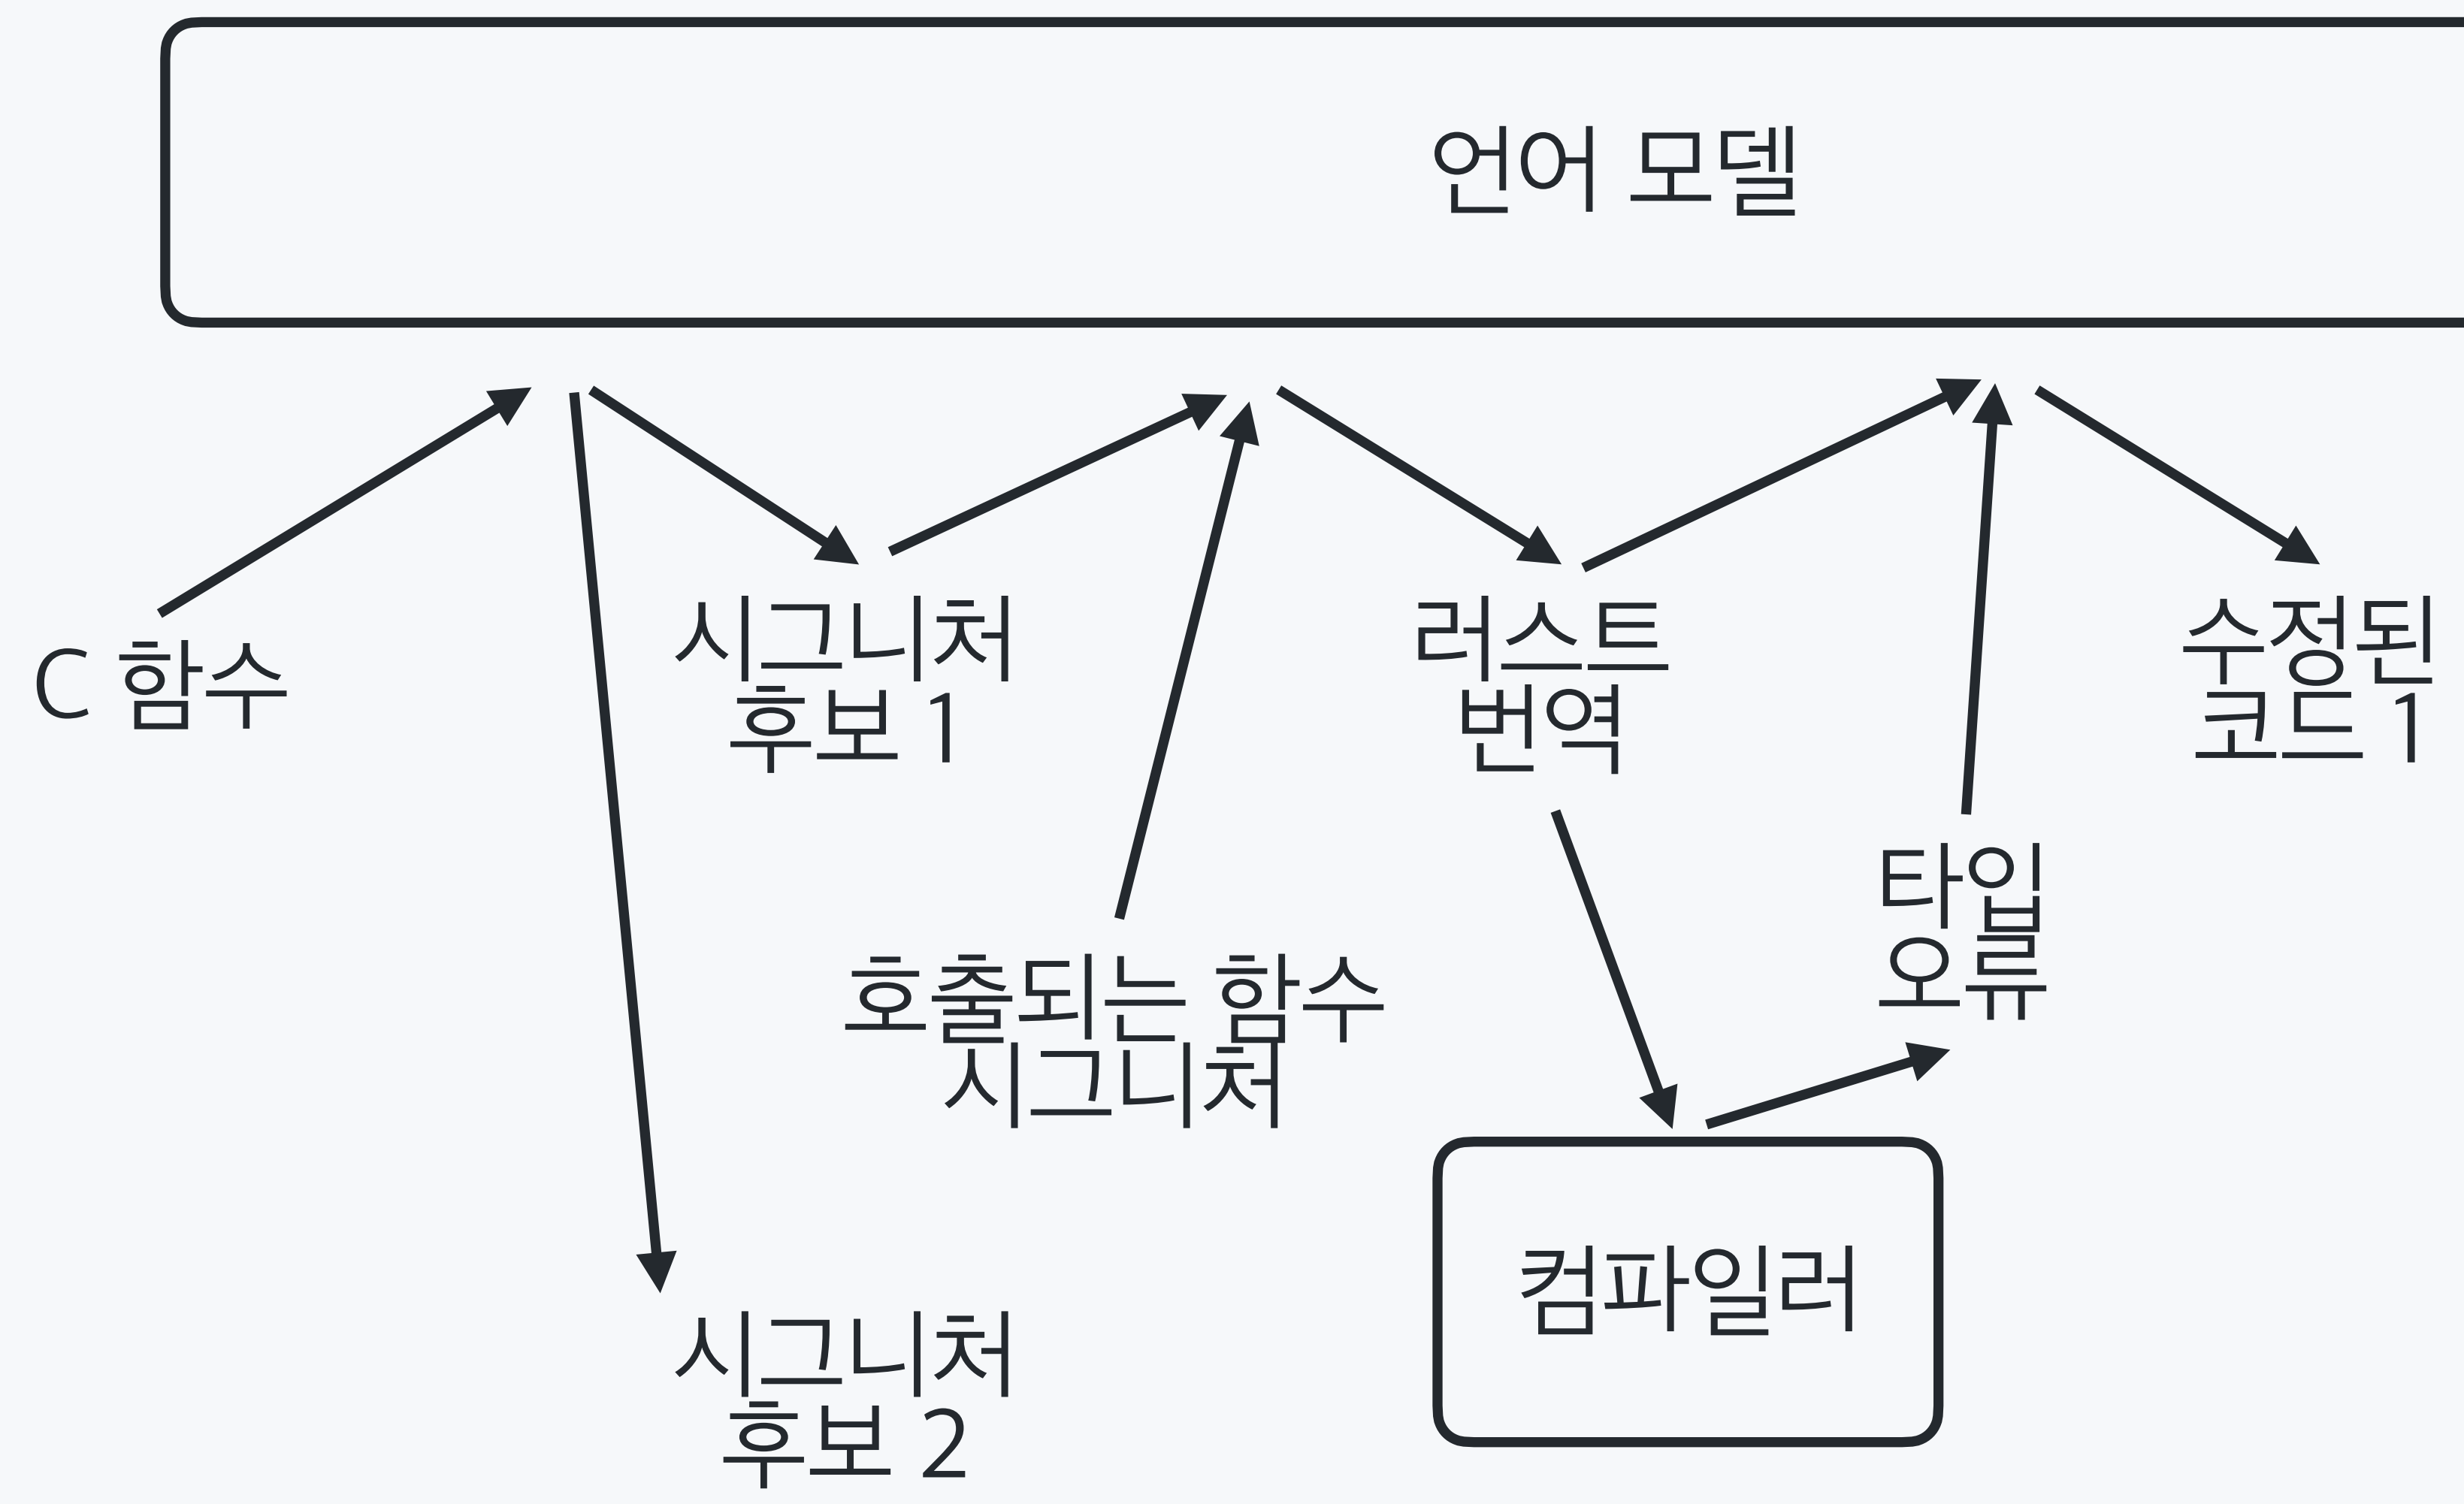 언어 모델
C 함수
시그니처
후보 1
러스트
번역
수정된
코드 1
타입
오류
호출되는 함수
시그니처
컴파일러
시그니처
후보 2